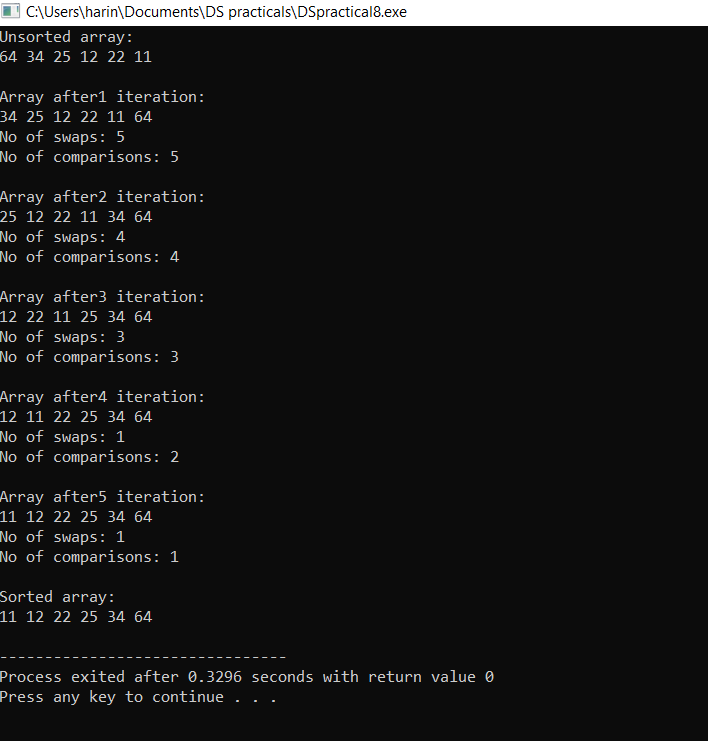 C:\Users\harin\Documents\DS practicals\DSpractical8.exe
Unsorted array:
64 34 25 12 22 11
Array after1 iteration:
34 25 12 22 11 64
No of swaps: 5
No of comparisons: 5
Array after2 iteration:
25 12 22 11 34 64
No of swaps: 4
No of comparisons: 4
Array after3 iteration:
12 22 11 25 34 64
No of swaps: 3
No of comparisons: 3
Array after4 iteration:
12 11 22 25 34 64
No of swaps: 1
No of comparisons: 2
Array after5 iteration:
11 12 22 25 34 64
No of swaps: 1
No of comparisons: 1
Sorted array:
11 12 22 25 34 64
--------------------------------
Process exited after 0.3296 seconds with return value 0
Press any key to continue . . .